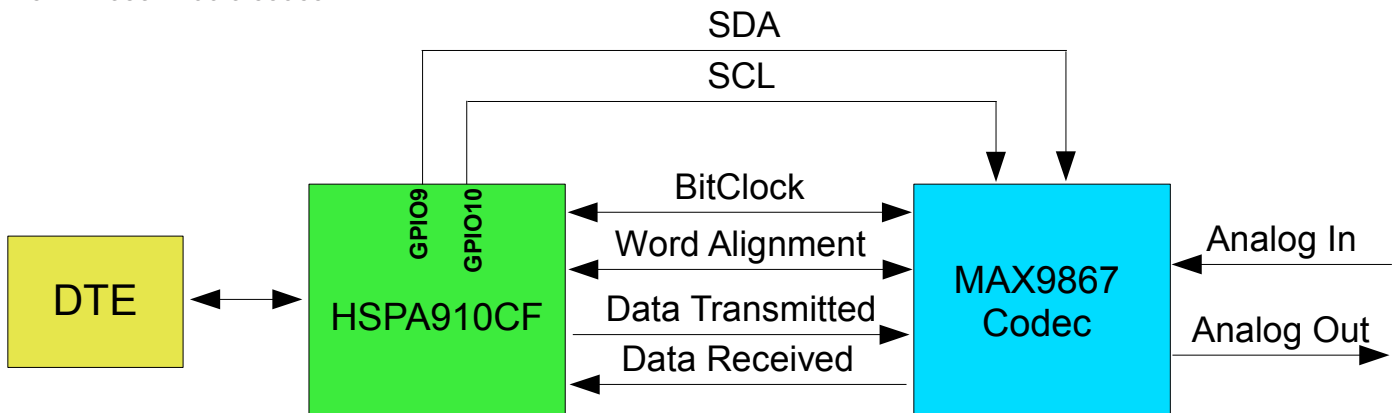 SDA
SCL
GPIO9
GPIO10
BitClock
Word Alignment
Data Transmitted
Data Received
DTE
HSPA910CF
MAX9867
Codec
Analog In
Analog Out